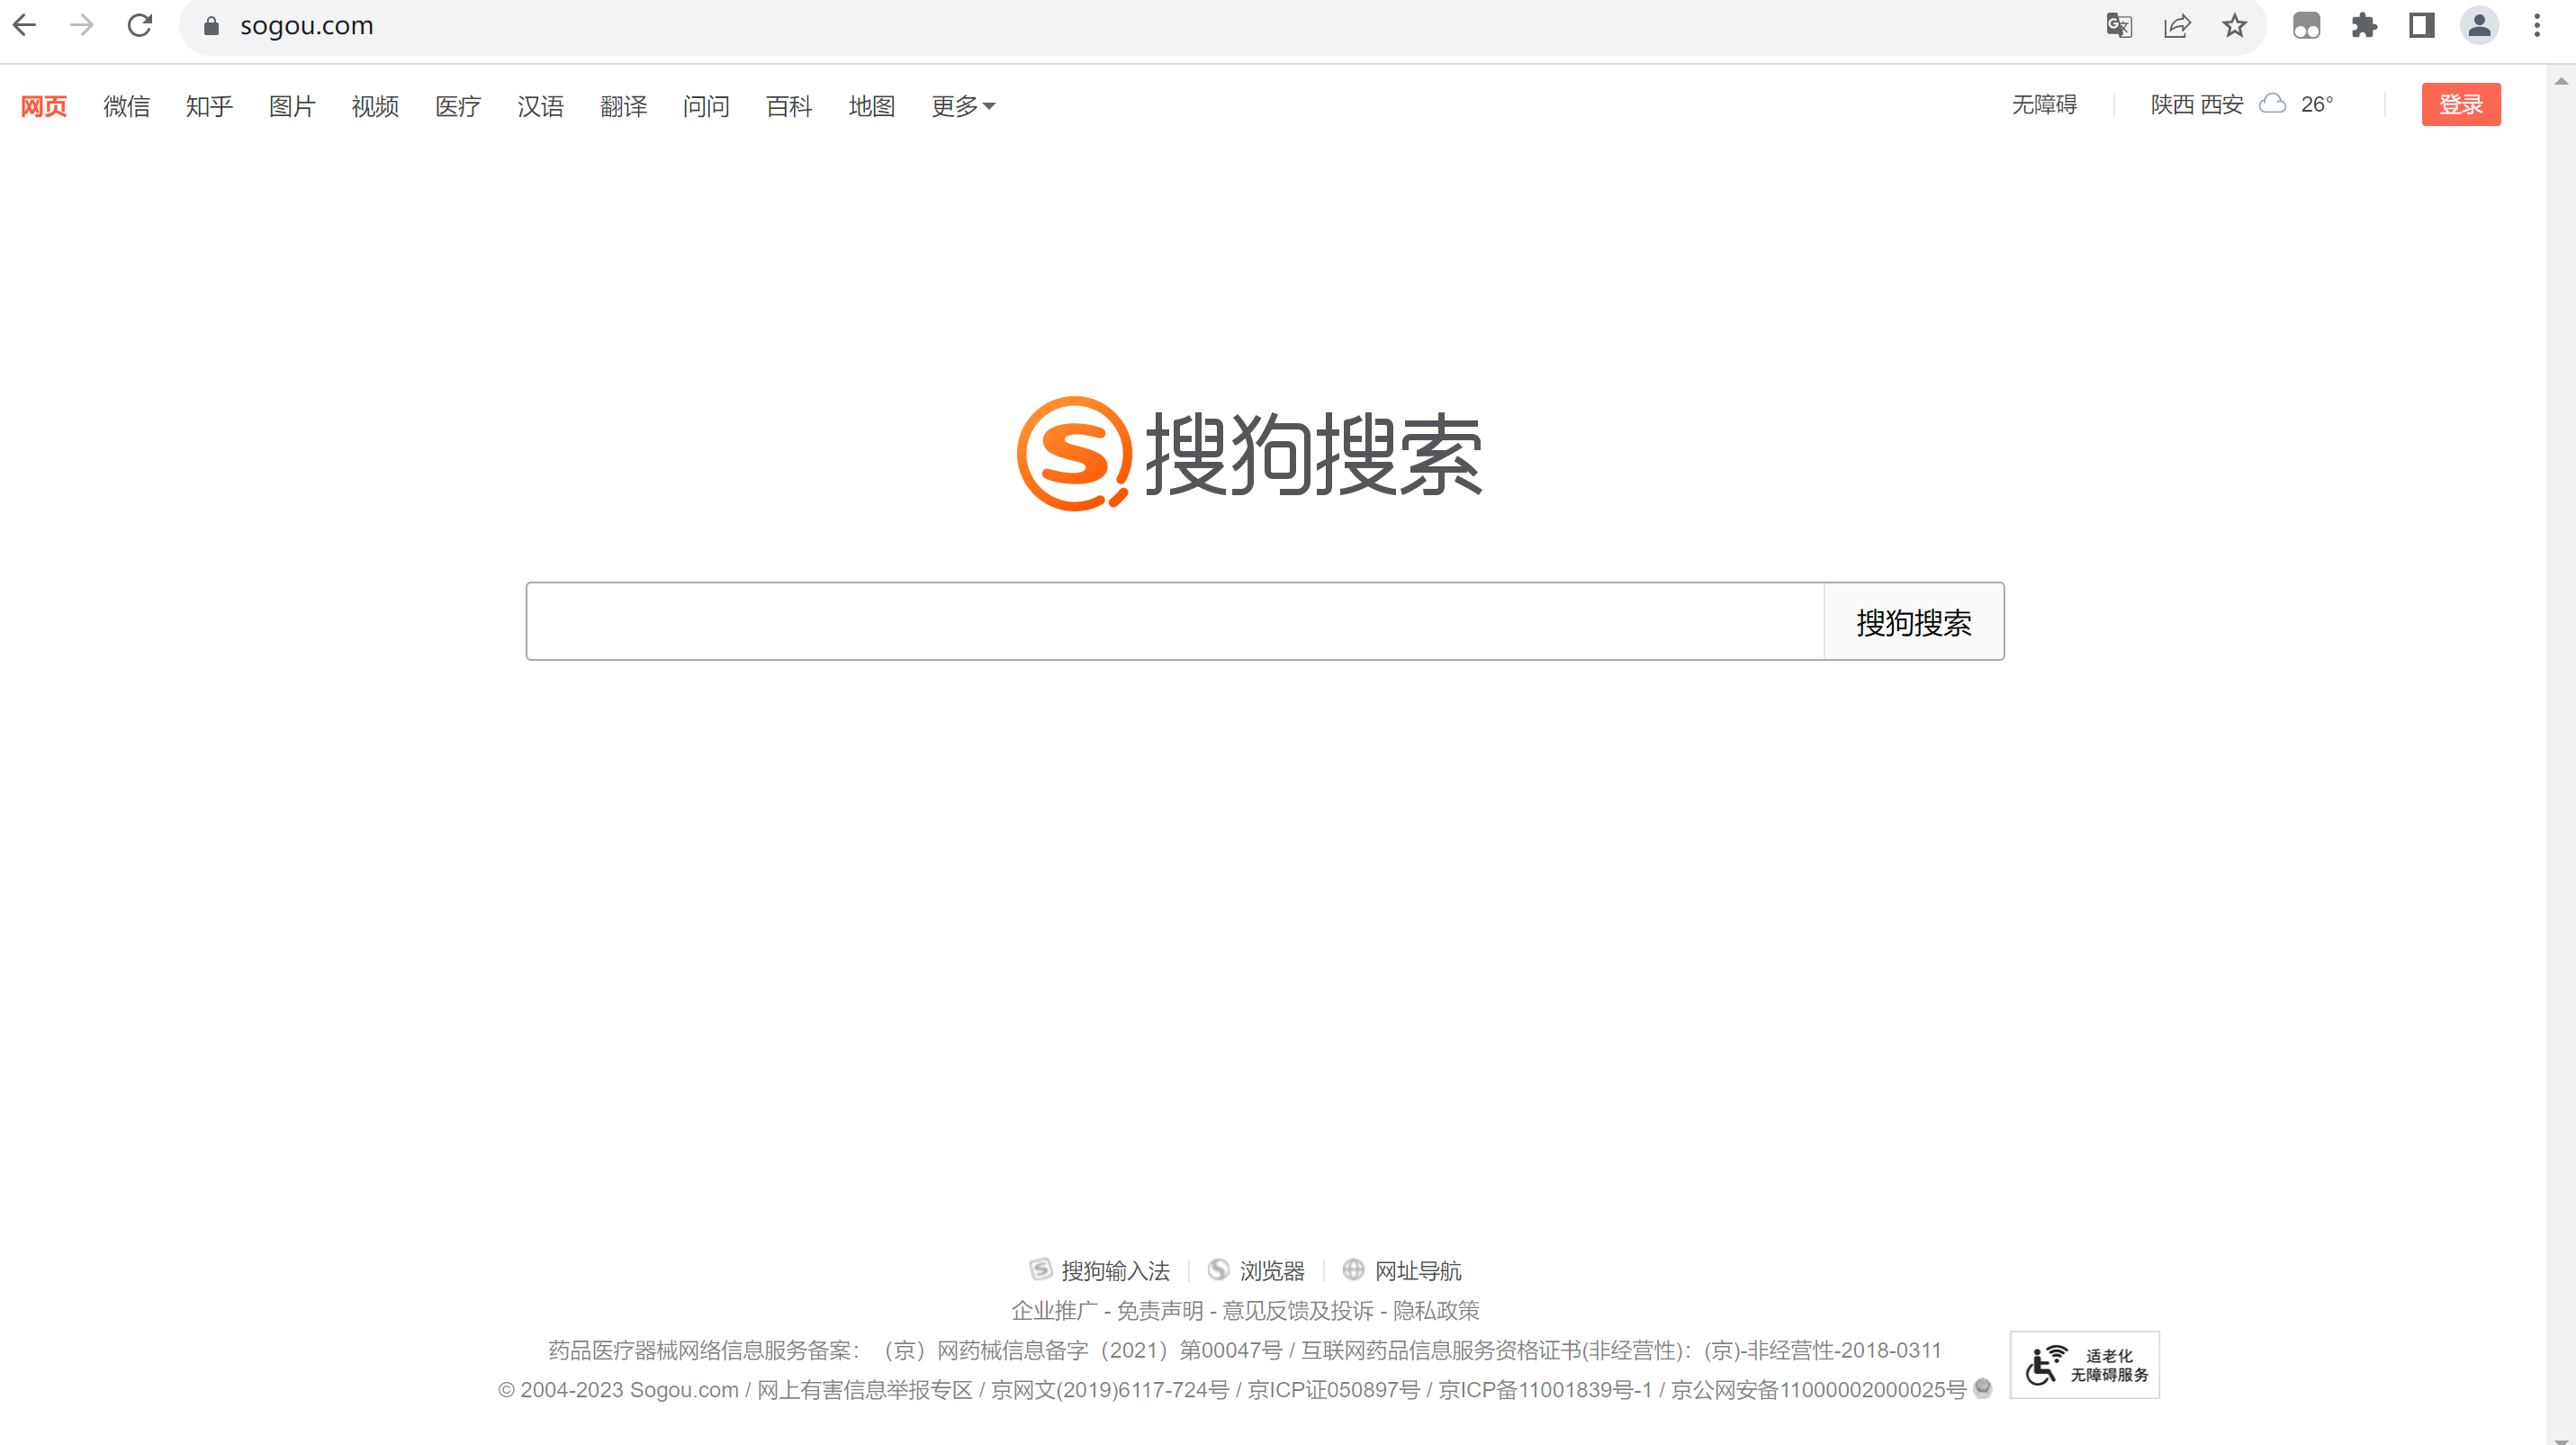 sogou.com
网页 微信 知乎 图片 视频 医疗 汉语 翻译 问问 百科 地图 更多 无障碍 陕西 西安 26° 登录
搜狗搜索
搜狗搜索
搜狗输入法 浏览器 网址导航
企业推广 - 免责声明 - 意见反馈及投诉 - 隐私政策
药品医疗器械网络信息服务备案：（京）网药械信息备字（2021）第00047号 / 互联网药品信息服务资格证书(非经营性)：(京)-非经营性-2018-0311
© 2004-2023 Sogou.com / 网上有害信息举报专区 / 京网文(2019)6117-724号 / 京ICP证050897号 / 京ICP备11001839号-1 / 京公网安备11000002000025号
适老化
无障碍服务